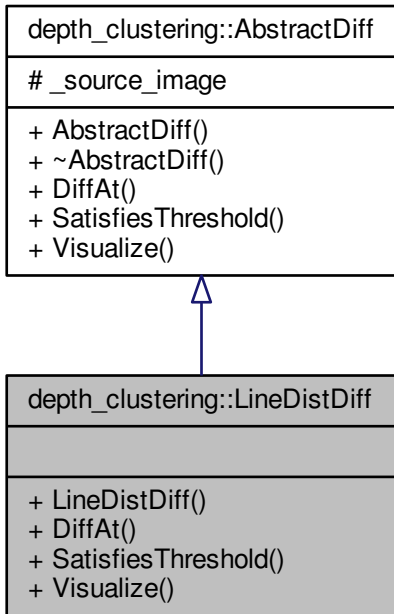 depth_clustering::AbstractDiff
# _source_image
+ AbstractDiff()
+ ~AbstractDiff()
+ DiffAt()
+ SatisfiesThreshold()
+ Visualize()
depth_clustering::LineDistDiff
+ LineDistDiff()
+ DiffAt()
+ SatisfiesThreshold()
+ Visualize()